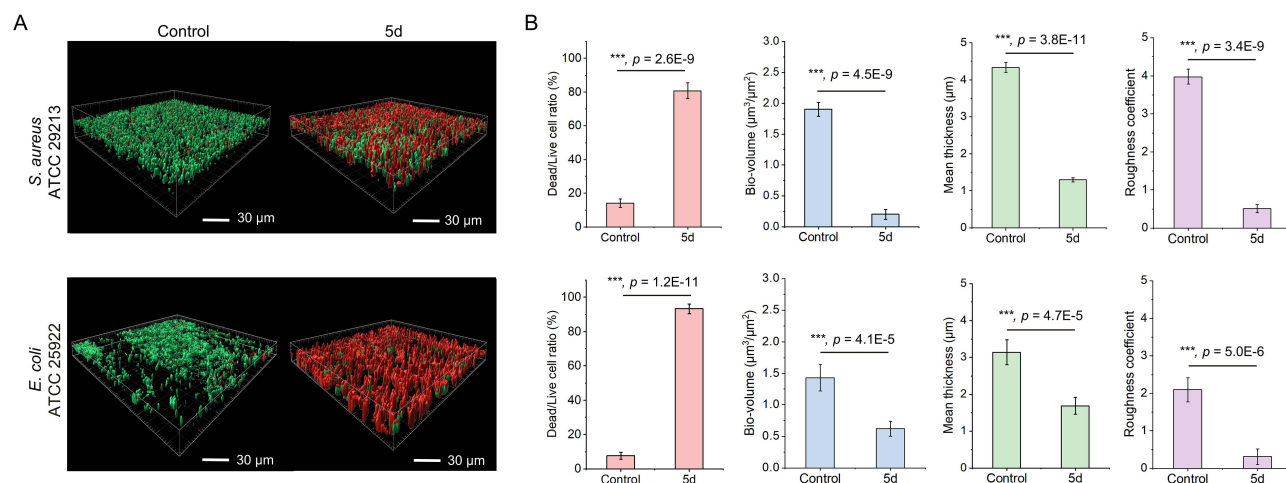 A
Control
5d
S. aureus
ATCC 29213
30 µm
30 µm
E. coli
ATCC 25922
30 µm
30 µm
B
Dead/Live cell ratio (%)
100
80
60
40
20
0
***, p = 2.6E-9
Control
5d
Bio-volume (µm³/µm²)
3.0
2.5
2.0
1.5
1.0
0.5
0.0
***, p = 4.5E-9
Control
5d
Mean thickness (µm)
5
4
3
2
1
0
***, p = 3.8E-11
Control
5d
Roughness coefficient
5
4
3
2
1
0
***, p = 3.4E-9
Control
5d
Dead/Live cell ratio (%)
100
80
60
40
20
0
***, p = 1.2E-11
Control
5d
Bio-volume (µm³/µm²)
3.0
2.5
2.0
1.5
1.0
0.5
0.0
***, p = 4.1E-5
Control
5d
Mean thickness (µm)
5
4
3
2
1
0
***, p = 4.7E-5
Control
5d
Roughness coefficient
5
4
3
2
1
0
***, p = 5.0E-6
Control
5d